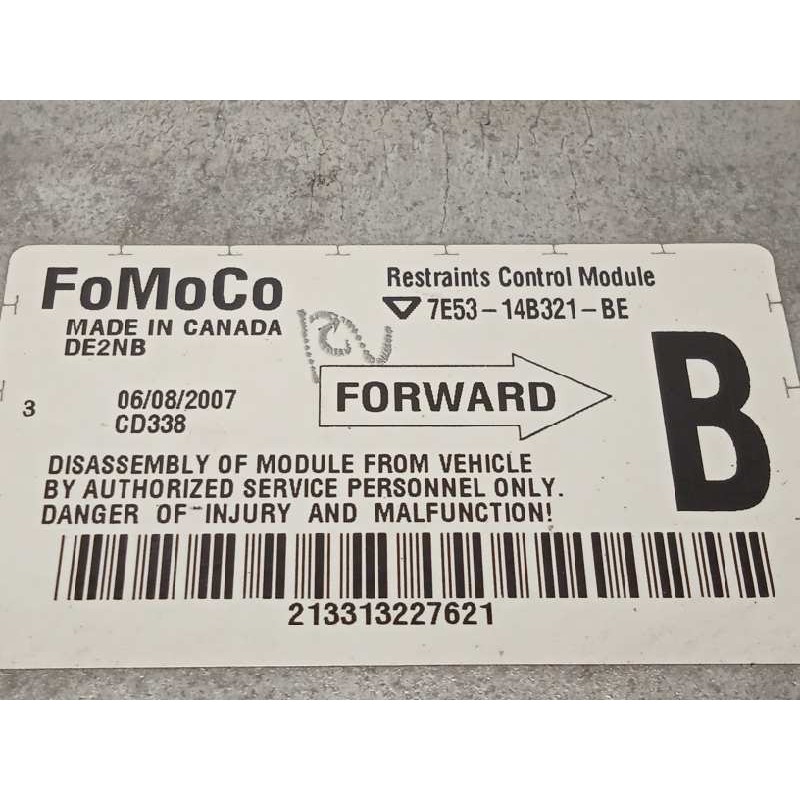 FoMoCo
MADE IN CANADA
DE2NB
Restraints Control Module
7E53-14B321-BE
3
06/08/2007
CD338
FORWARD
B
DISASSEMBLY OF MODULE FROM VEHICLE
BY AUTHORIZED SERVICE PERSONNEL ONLY.
DANGER OF INJURY AND MALFUNCTION!
213313227621